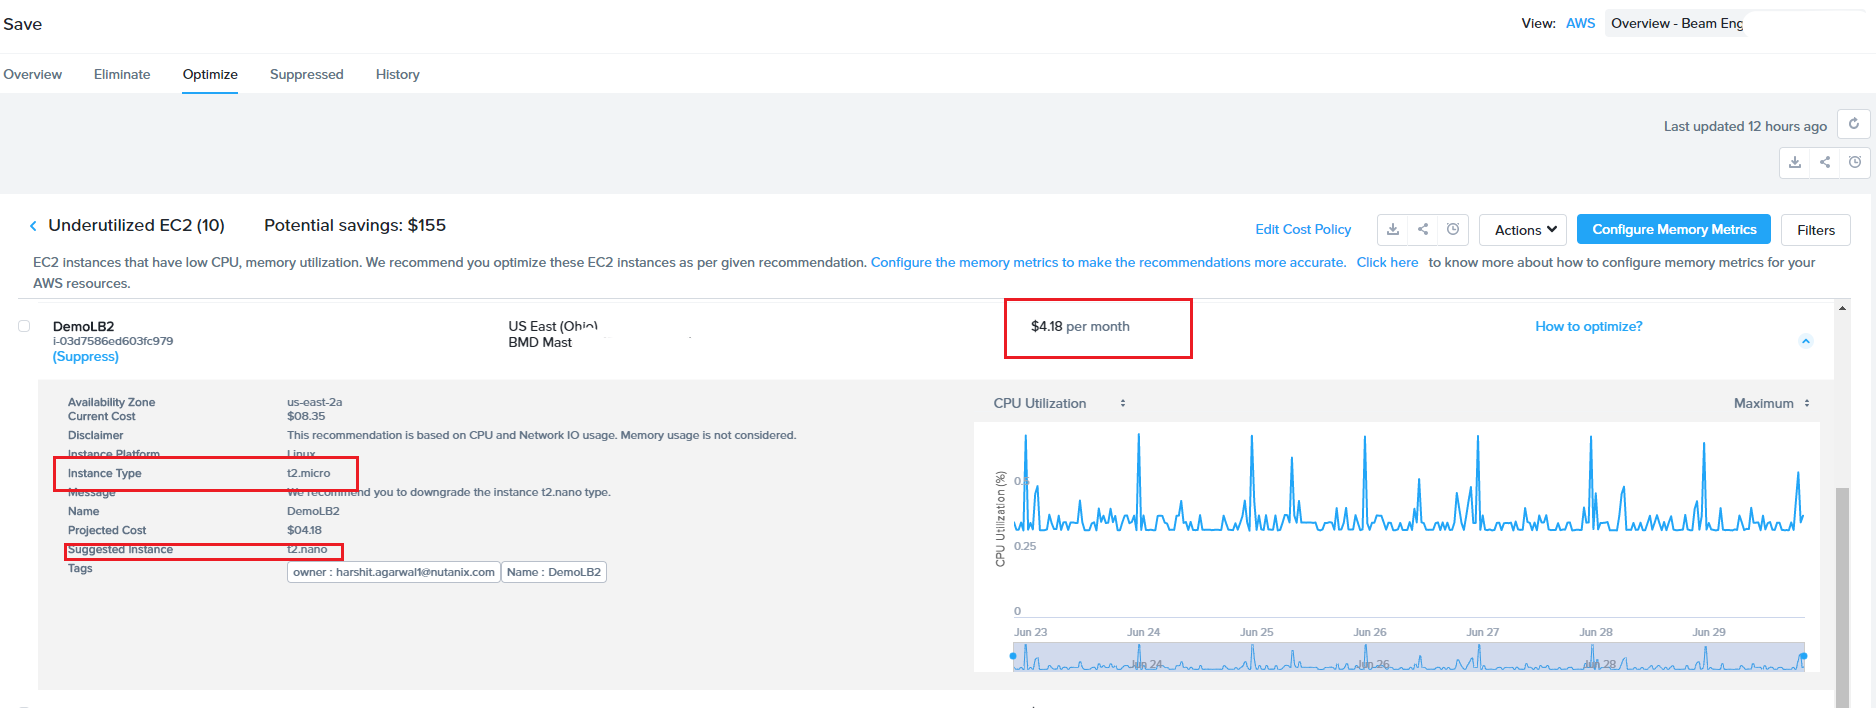 Save
View: AWS Overview - Beam Eng
Overview Eliminate Optimize Suppressed History
Last updated 12 hours ago
Underutilized EC2 (10) Potential savings: $155
Edit Cost Policy Actions Configure Memory Metrics Filters
EC2 instances that have low CPU, memory utilization. We recommend you optimize these EC2 instances as per given recommendation. Configure the memory metrics to make the recommendations more accurate. Click here to know more about how to configure memory metrics for your
AWS resources.
DemoLB2 US East (Ohio) $4.18 per month How to optimize?
i-03d7586ed603fc979 BMD Mast
(Suppress)
Availability Zone us-east-2a
Current Cost $08.35
Disclaimer This recommendation is based on CPU and Network IO usage. Memory usage is not considered.
Instance Platform Linux
Instance Type t2.micro
Message We recommend you to downgrade the instance t2.nano type.
Name DemoLB2
Projected Cost $04.18
Suggested Instance t2.nano
Tags owner : harshit.agarwal1@nutanix.com Name : DemoLB2
CPU Utilization Maximum
CPU Utilization (%)
0.5
0.25
0
Jun 23 Jun 24 Jun 25 Jun 26 Jun 27 Jun 28 Jun 29
Jun 24 Jun 26 Jun 28